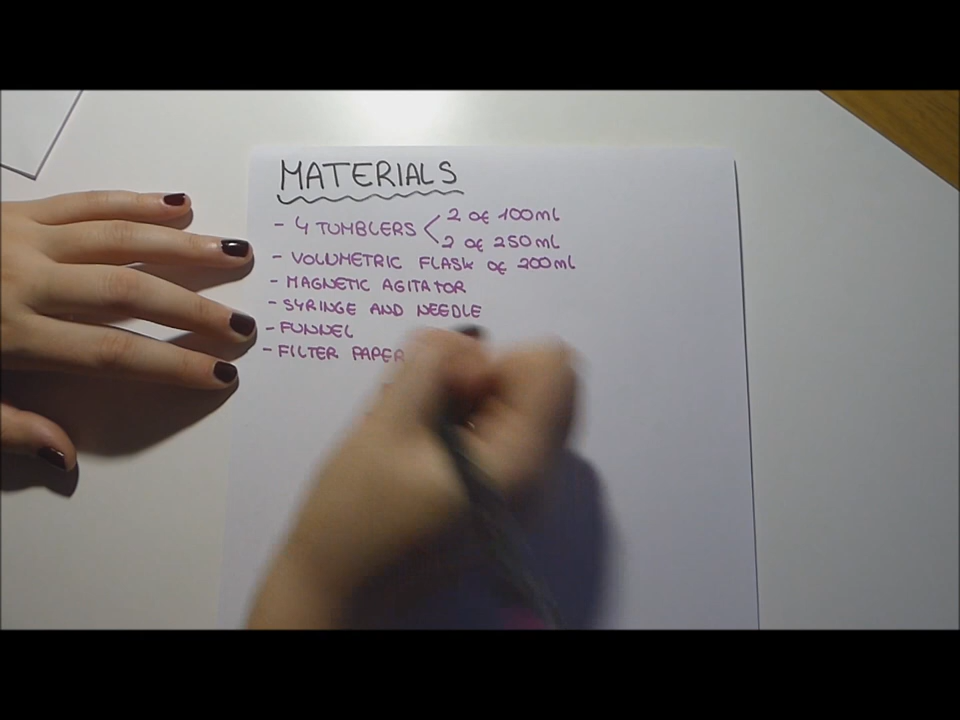 MATERIALS
- 4 TUMBLERS < 2 of 100ml
2 of 250ml
- VOLUMETRIC FLASK of 200ml
- MAGNETIC AGITATOR
- SYRINGE AND NEEDLE
- FUNNEL
- FILTER PAPER